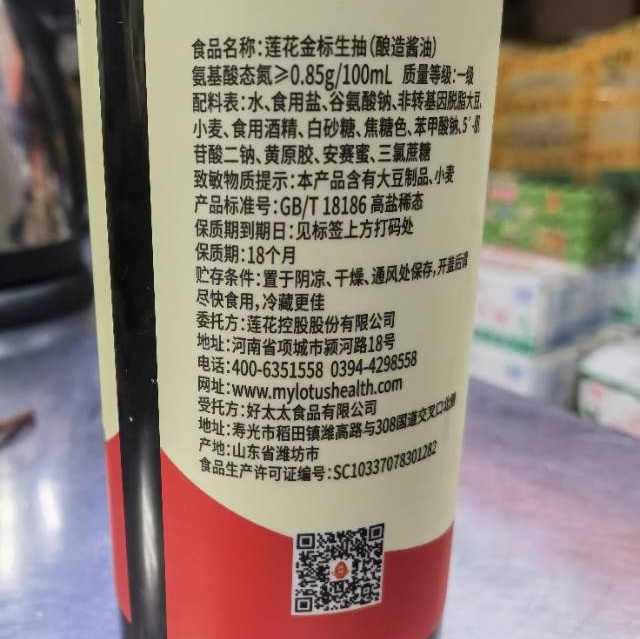 食品名称:莲花金标生抽(酿造酱油)
氨基酸态氮≥0.85g/100mL 质量等级:一级
配料表:水、食用盐、谷氨酸钠、非转基因脱脂大豆、
小麦、食用酒精、白砂糖、焦糖色、苯甲酸钠、5'-肌
苷酸二钠、黄原胶、安赛蜜、三氯蔗糖
致敏物质提示:本产品含有大豆制品、小麦
产品标准号:GB/T 18186 高盐稀态
保质期到期日:见标签上方打码处
保质期:18个月
贮存条件:置于阴凉、干燥、通风处保存,开盖后请
尽快食用,冷藏更佳
委托方:莲花控股股份有限公司
地址:河南省项城市颍河路18号
电话:400-6351558 0394-4298558
网址:www.mylotushealth.com
受托方:好太太食品有限公司
地址:寿光市稻田镇潍高路与308国道交叉口北侧
产地:山东省潍坊市
食品生产许可证编号:SC10337078301282